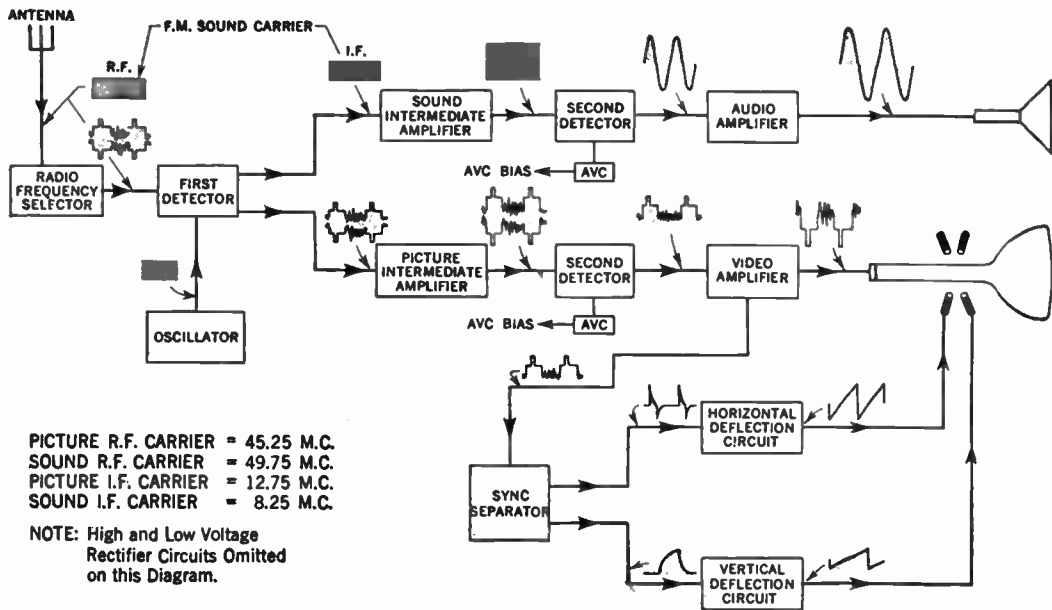 ANTENNA
F.M. SOUND CARRIER
R.F.
I.F.
SOUND
INTERMEDIATE
AMPLIFIER
SECOND
DETECTOR
AUDIO
AMPLIFIER
AVC BIAS
AVC
RADIO
FREQUENCY
SELECTOR
FIRST
DETECTOR
PICTURE
INTERMEDIATE
AMPLIFIER
SECOND
DETECTOR
VIDEO
AMPLIFIER
AVC BIAS
AVC
OSCILLATOR
PICTURE R.F. CARRIER = 45.25 M.C.
SOUND R.F. CARRIER = 49.75 M.C.
PICTURE I.F. CARRIER = 12.75 M.C.
SOUND I.F. CARRIER = 8.25 M.C.
NOTE: High and Low Voltage
Rectifier Circuits Omitted
on this Diagram.
SYNC
SEPARATOR
HORIZONTAL
DEFLECTION
CIRCUIT
VERTICAL
DEFLECTION
CIRCUIT